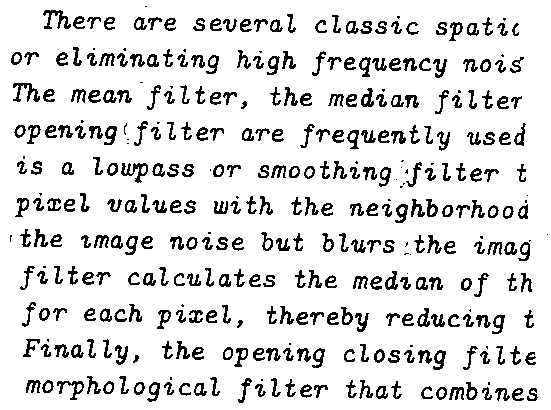 There are several classic spatic
or eliminating high frequency nois
The mean filter, the median filter
opening filter are frequently used
is a lowpass or smoothing filter t
pixel values with the neighborhood
the image noise but blurs the imag
filter calculates the median of th
for each pixel, thereby reducing t
Finally, the opening closing filte
morphological filter that combines